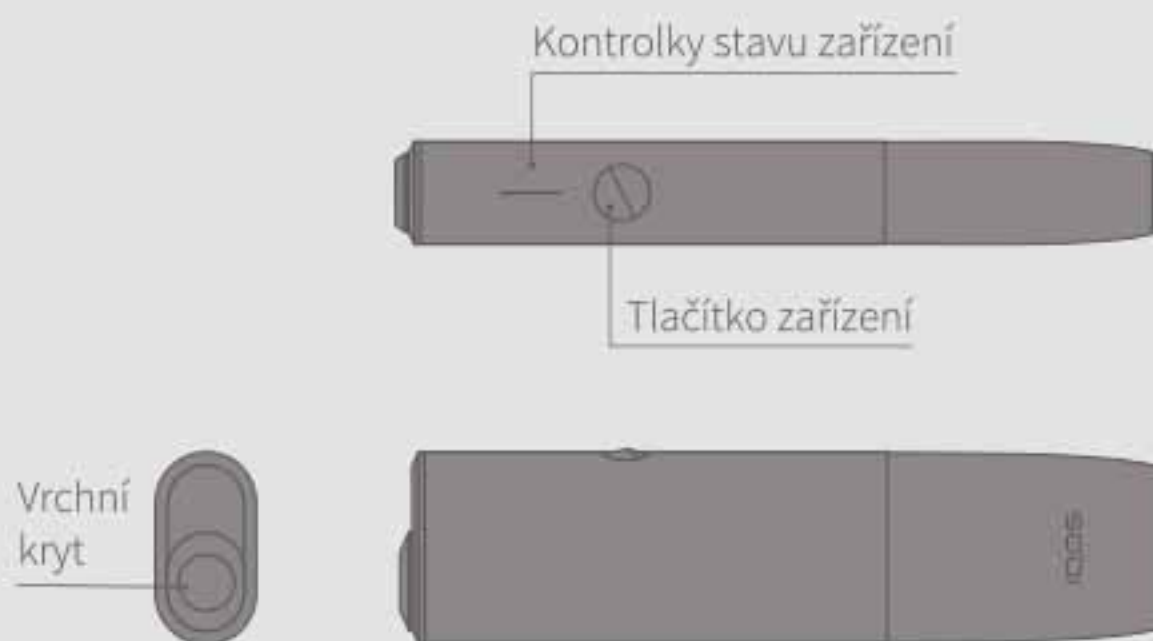 Kontrolky stavu zařízení
Tlačítko zařízení
Vrchní
kryt
IQOS